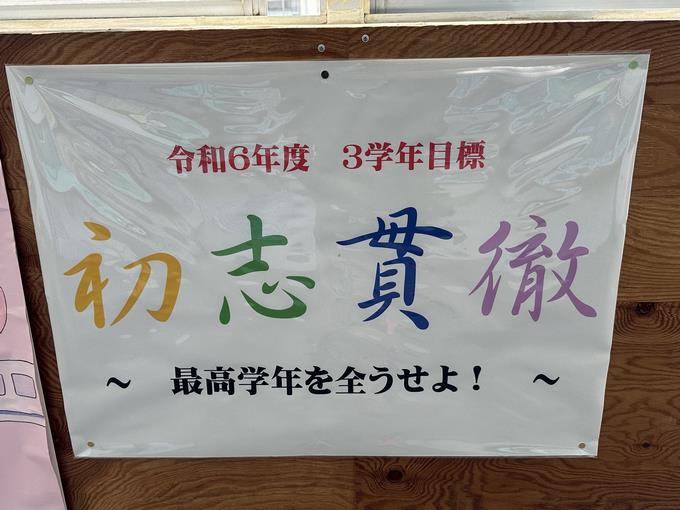 令和6年度　3学年目標
初志貫徹
～　最高学年を全うせよ！　～